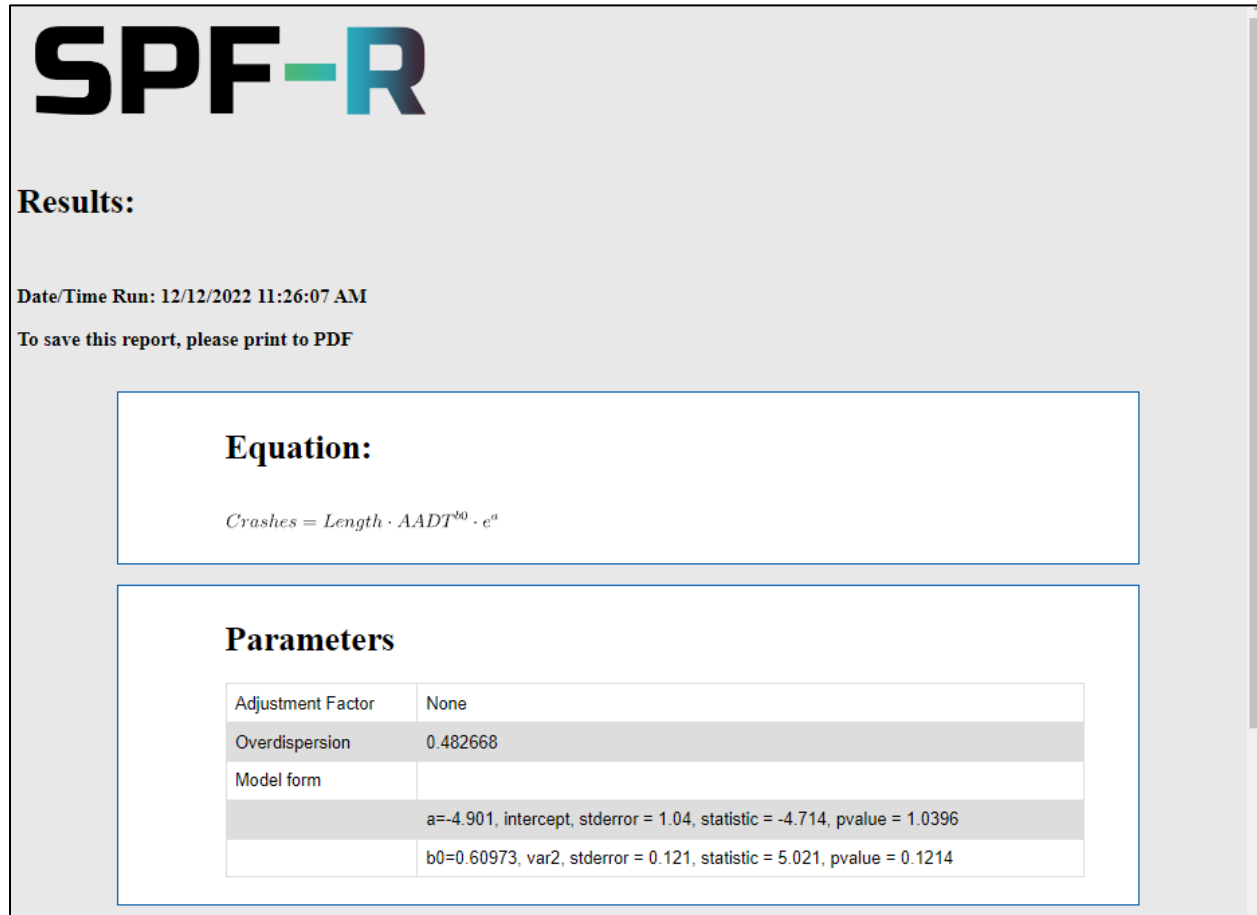 SPF-R
Results:
Date/Time Run: 12/12/2022 11:26:07 AM
To save this report, please print to PDF
Equation:
Crashes = Length · AADT^{b0} · e^{a}
Parameters
Adjustment Factor None
Overdispersion 0.482668
Model form
a=-4.901, intercept, stderror = 1.04, statistic = -4.714, pvalue = 1.0396
b0=0.60973, var2, stderror = 0.121, statistic = 5.021, pvalue = 0.1214